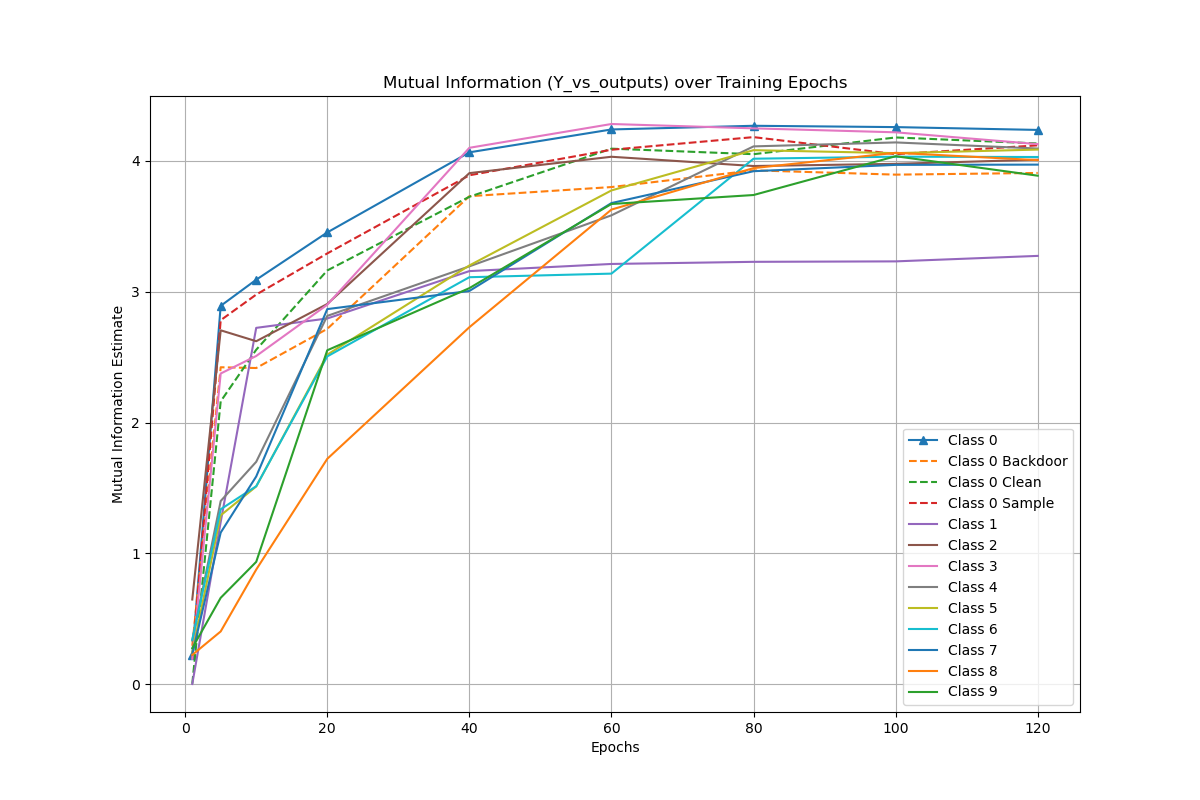 Mutual Information (Y_vs_outputs) over Training Epochs
Mutual Information Estimate
4
3
2
1
0
0 20 40 60 80 100 120
Epochs
Class 0
Class 0 Backdoor
Class 0 Clean
Class 0 Sample
Class 1
Class 2
Class 3
Class 4
Class 5
Class 6
Class 7
Class 8
Class 9